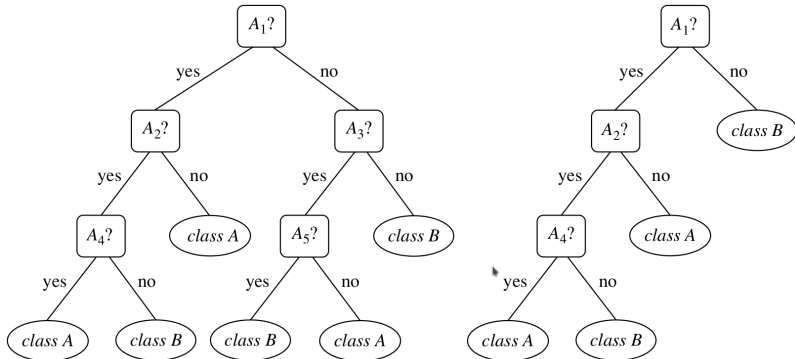 A1? A1?
yes no yes no
A2? A3? A2? class B
yes no yes no yes no
A4? class A A5? class B A4? class A
yes no yes no yes no
class A class B class B class A class A class B